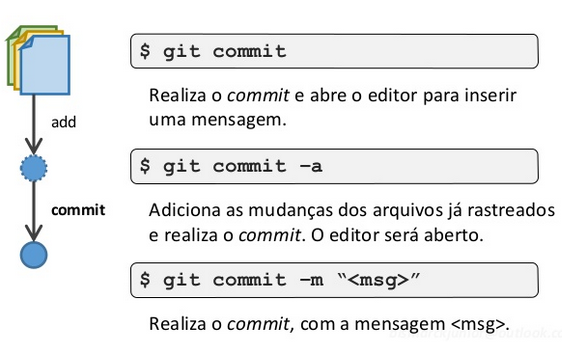 $ git commit
Realiza o commit e abre o editor para inserir
uma mensagem.
add
$ git commit –a
commit
Adiciona as mudanças dos arquivos já rastreados
e realiza o commit. O editor será aberto.
$ git commit –m “<msg>”
Realiza o commit, com a mensagem <msg>.